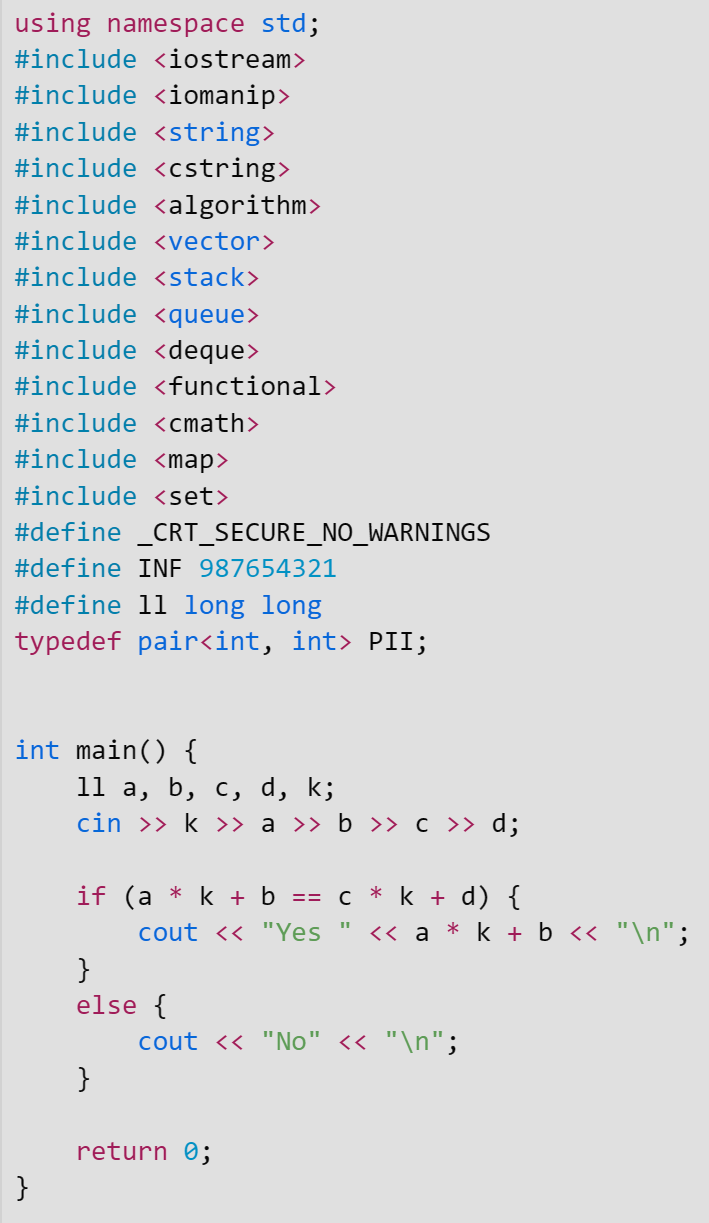 using namespace std;
#include <iostream>
#include <iomanip>
#include <string>
#include <cstring>
#include <algorithm>
#include <vector>
#include <stack>
#include <queue>
#include <deque>
#include <functional>
#include <cmath>
#include <map>
#include <set>
#define _CRT_SECURE_NO_WARNINGS
#define INF 987654321
#define ll long long
typedef pair<int, int> PII;


int main() {
    ll a, b, c, d, k;
    cin >> k >> a >> b >> c >> d;

    if (a * k + b == c * k + d) {
        cout << "Yes " << a * k + b << "\n";
    }
    else {
        cout << "No" << "\n";
    }

    return 0;
}